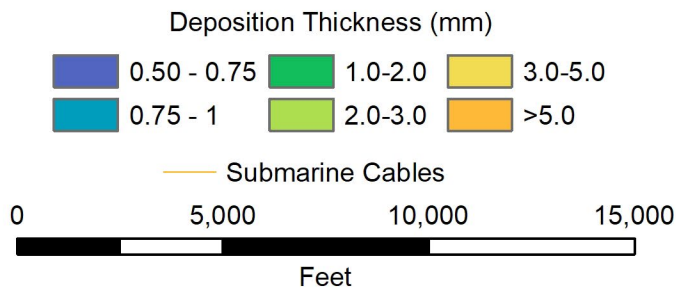 Deposition Thickness (mm)
0.50 - 0.75 1.0-2.0 3.0-5.0
0.75 - 1 2.0-3.0 >5.0
Submarine Cables
0 5,000 10,000 15,000
Feet